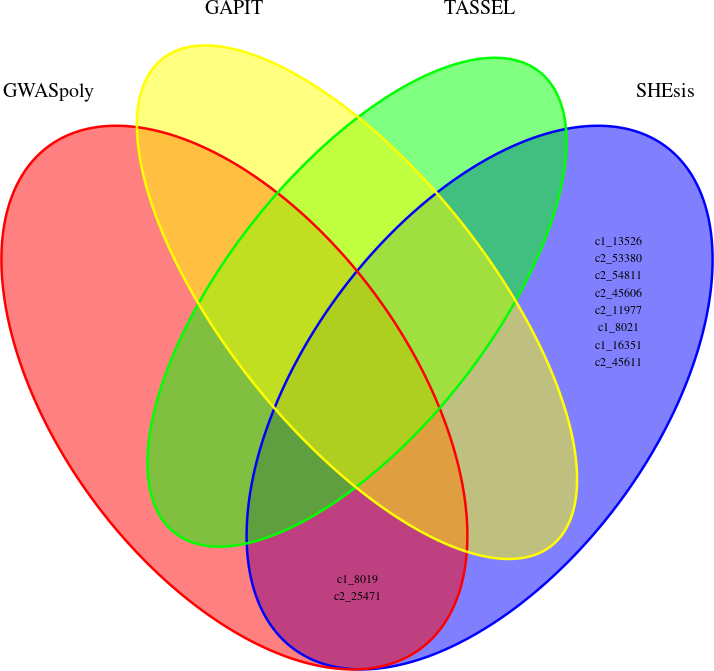 GAPIT
TASSEL
GWASpoly
SHEsis
c1_13526
c2_53380
c2_54811
c2_45606
c2_11977
c1_8021
c1_16351
c2_45611
c1_8019
c2_25471